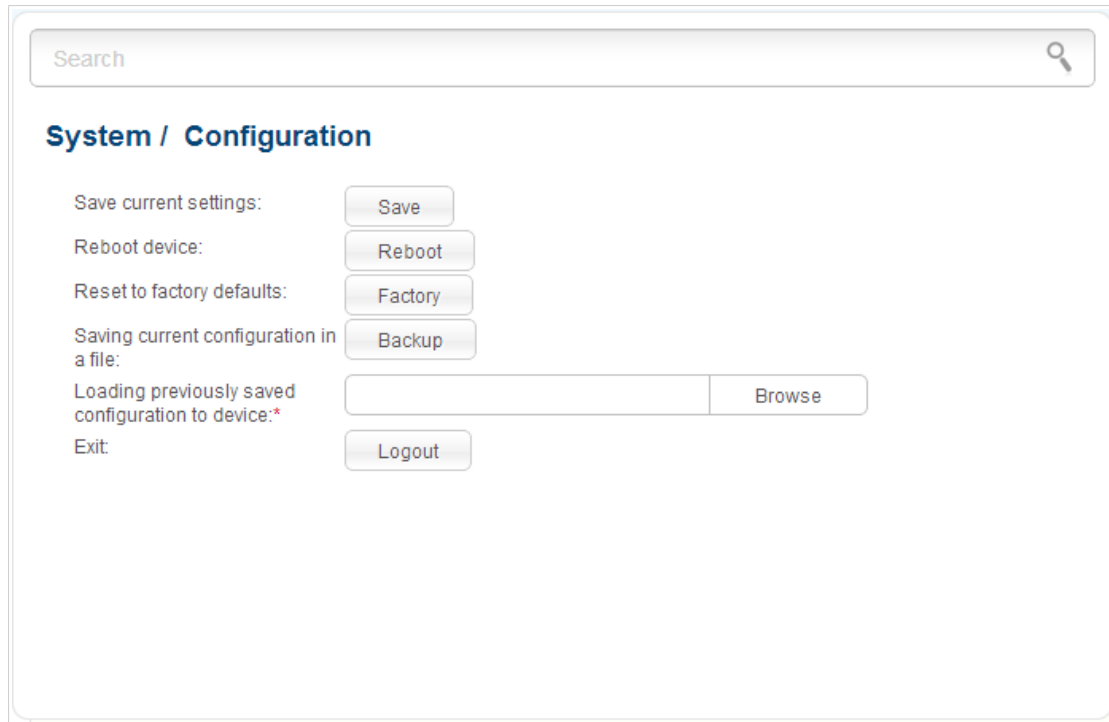 Search
System / Configuration
Save current settings:
Save
Reboot device:
Reboot
Reset to factory defaults:
Factory
Saving current configuration in
a file:
Backup
Loading previously saved
configuration to device:*
Browse
Exit:
Logout